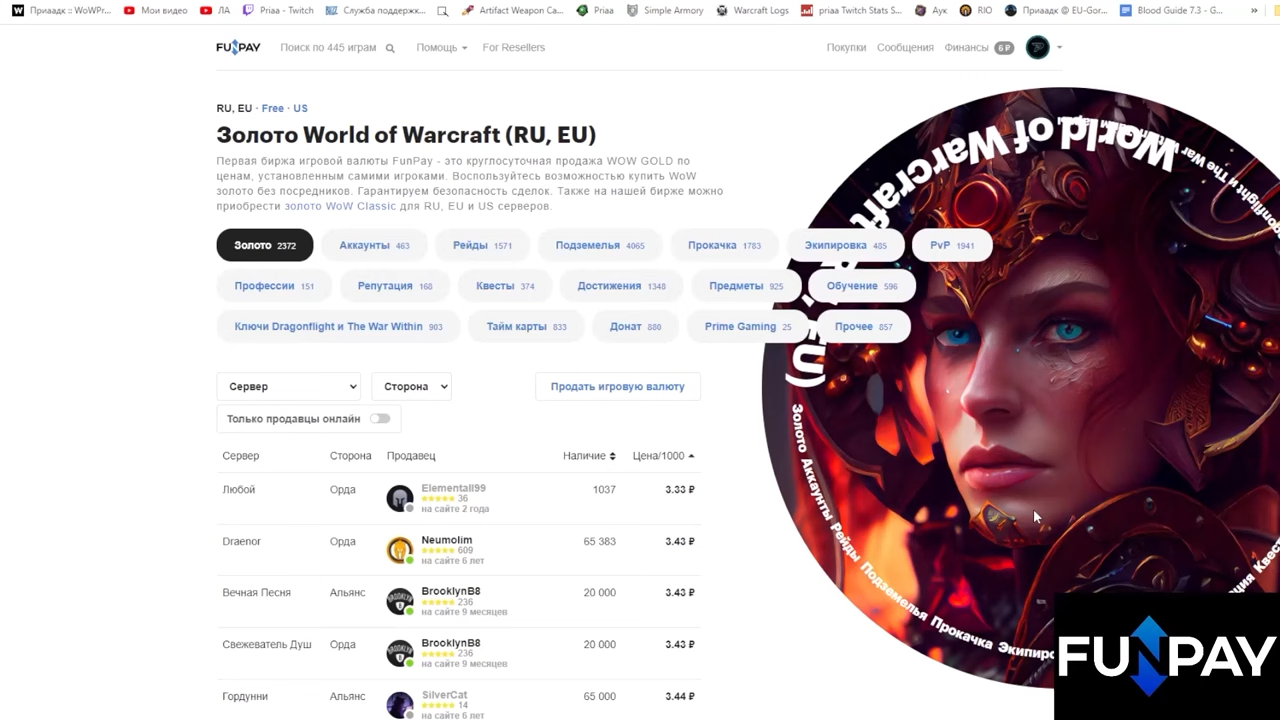 Приаадк :: WoWPr...
Мои видео
ЛА
Priaa - Twitch
Служба поддержк...
Artifact Weapon Ca...
Priaa
Simple Armory
Warcraft Logs
priaa Twitch Stats S...
Аук
RIO
Приаадк @ EU-Gor...
Blood Guide 7.3 - G...
»
FUNPAY
Поиск по 445 играм
Помощь
For Resellers
Покупки
Сообщения
Финансы 6 ₽
RU, EU · Free · US
Золото World of Warcraft (RU, EU)
Первая биржа игровой валюты FunPay - это круглосуточная продажа WOW GOLD по
ценам, установленным самими игроками. Воспользуйтесь возможностью купить WoW
золото без посредников. Гарантируем безопасность сделок. Также на нашей бирже можно
приобрести золото WoW Classic для RU, EU и US серверов.
Золото 2372
Аккаунты 463
Рейды 1571
Подземелья 4065
Прокачка 1783
Экипировка 485
PvP 1941
Профессии 151
Репутация 168
Квесты 374
Достижения 1348
Предметы 925
Обучение 596
Ключи Dragonflight и The War Within 903
Тайм карты 833
Донат 880
Prime Gaming 25
Прочее 857
Сервер
Сторона
Продать игровую валюту
Только продавцы онлайн
Сервер Сторона Продавец Наличие Цена/1000
Любой Орда Elementall99 1037 3.33 ₽
36
на сайте 2 года
Draenor Орда Neumolim 65 383 3.43 ₽
609
на сайте 6 лет
Вечная Песня Альянс BrooklynB8 20 000 3.43 ₽
236
на сайте 9 месяцев
Свежеватель Душ Орда BrooklynB8 20 000 3.43 ₽
236
на сайте 9 месяцев
Гордунни Альянс SilverCat 65 000 3.44 ₽
14
на сайте 6 лет
World of Warcraft
EU)
Золото Аккаунты Рейды Подземелья Прокачка Экипиро
FUNPAY